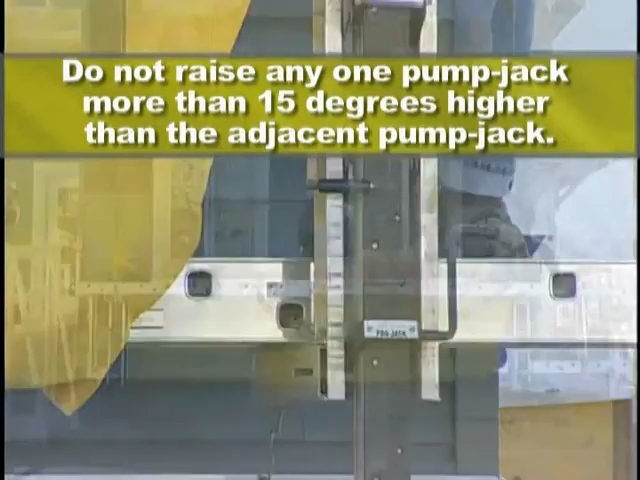 Do not raise any one pump-jack
more than 15 degrees higher
than the adjacent pump-jack.
PRO JACK